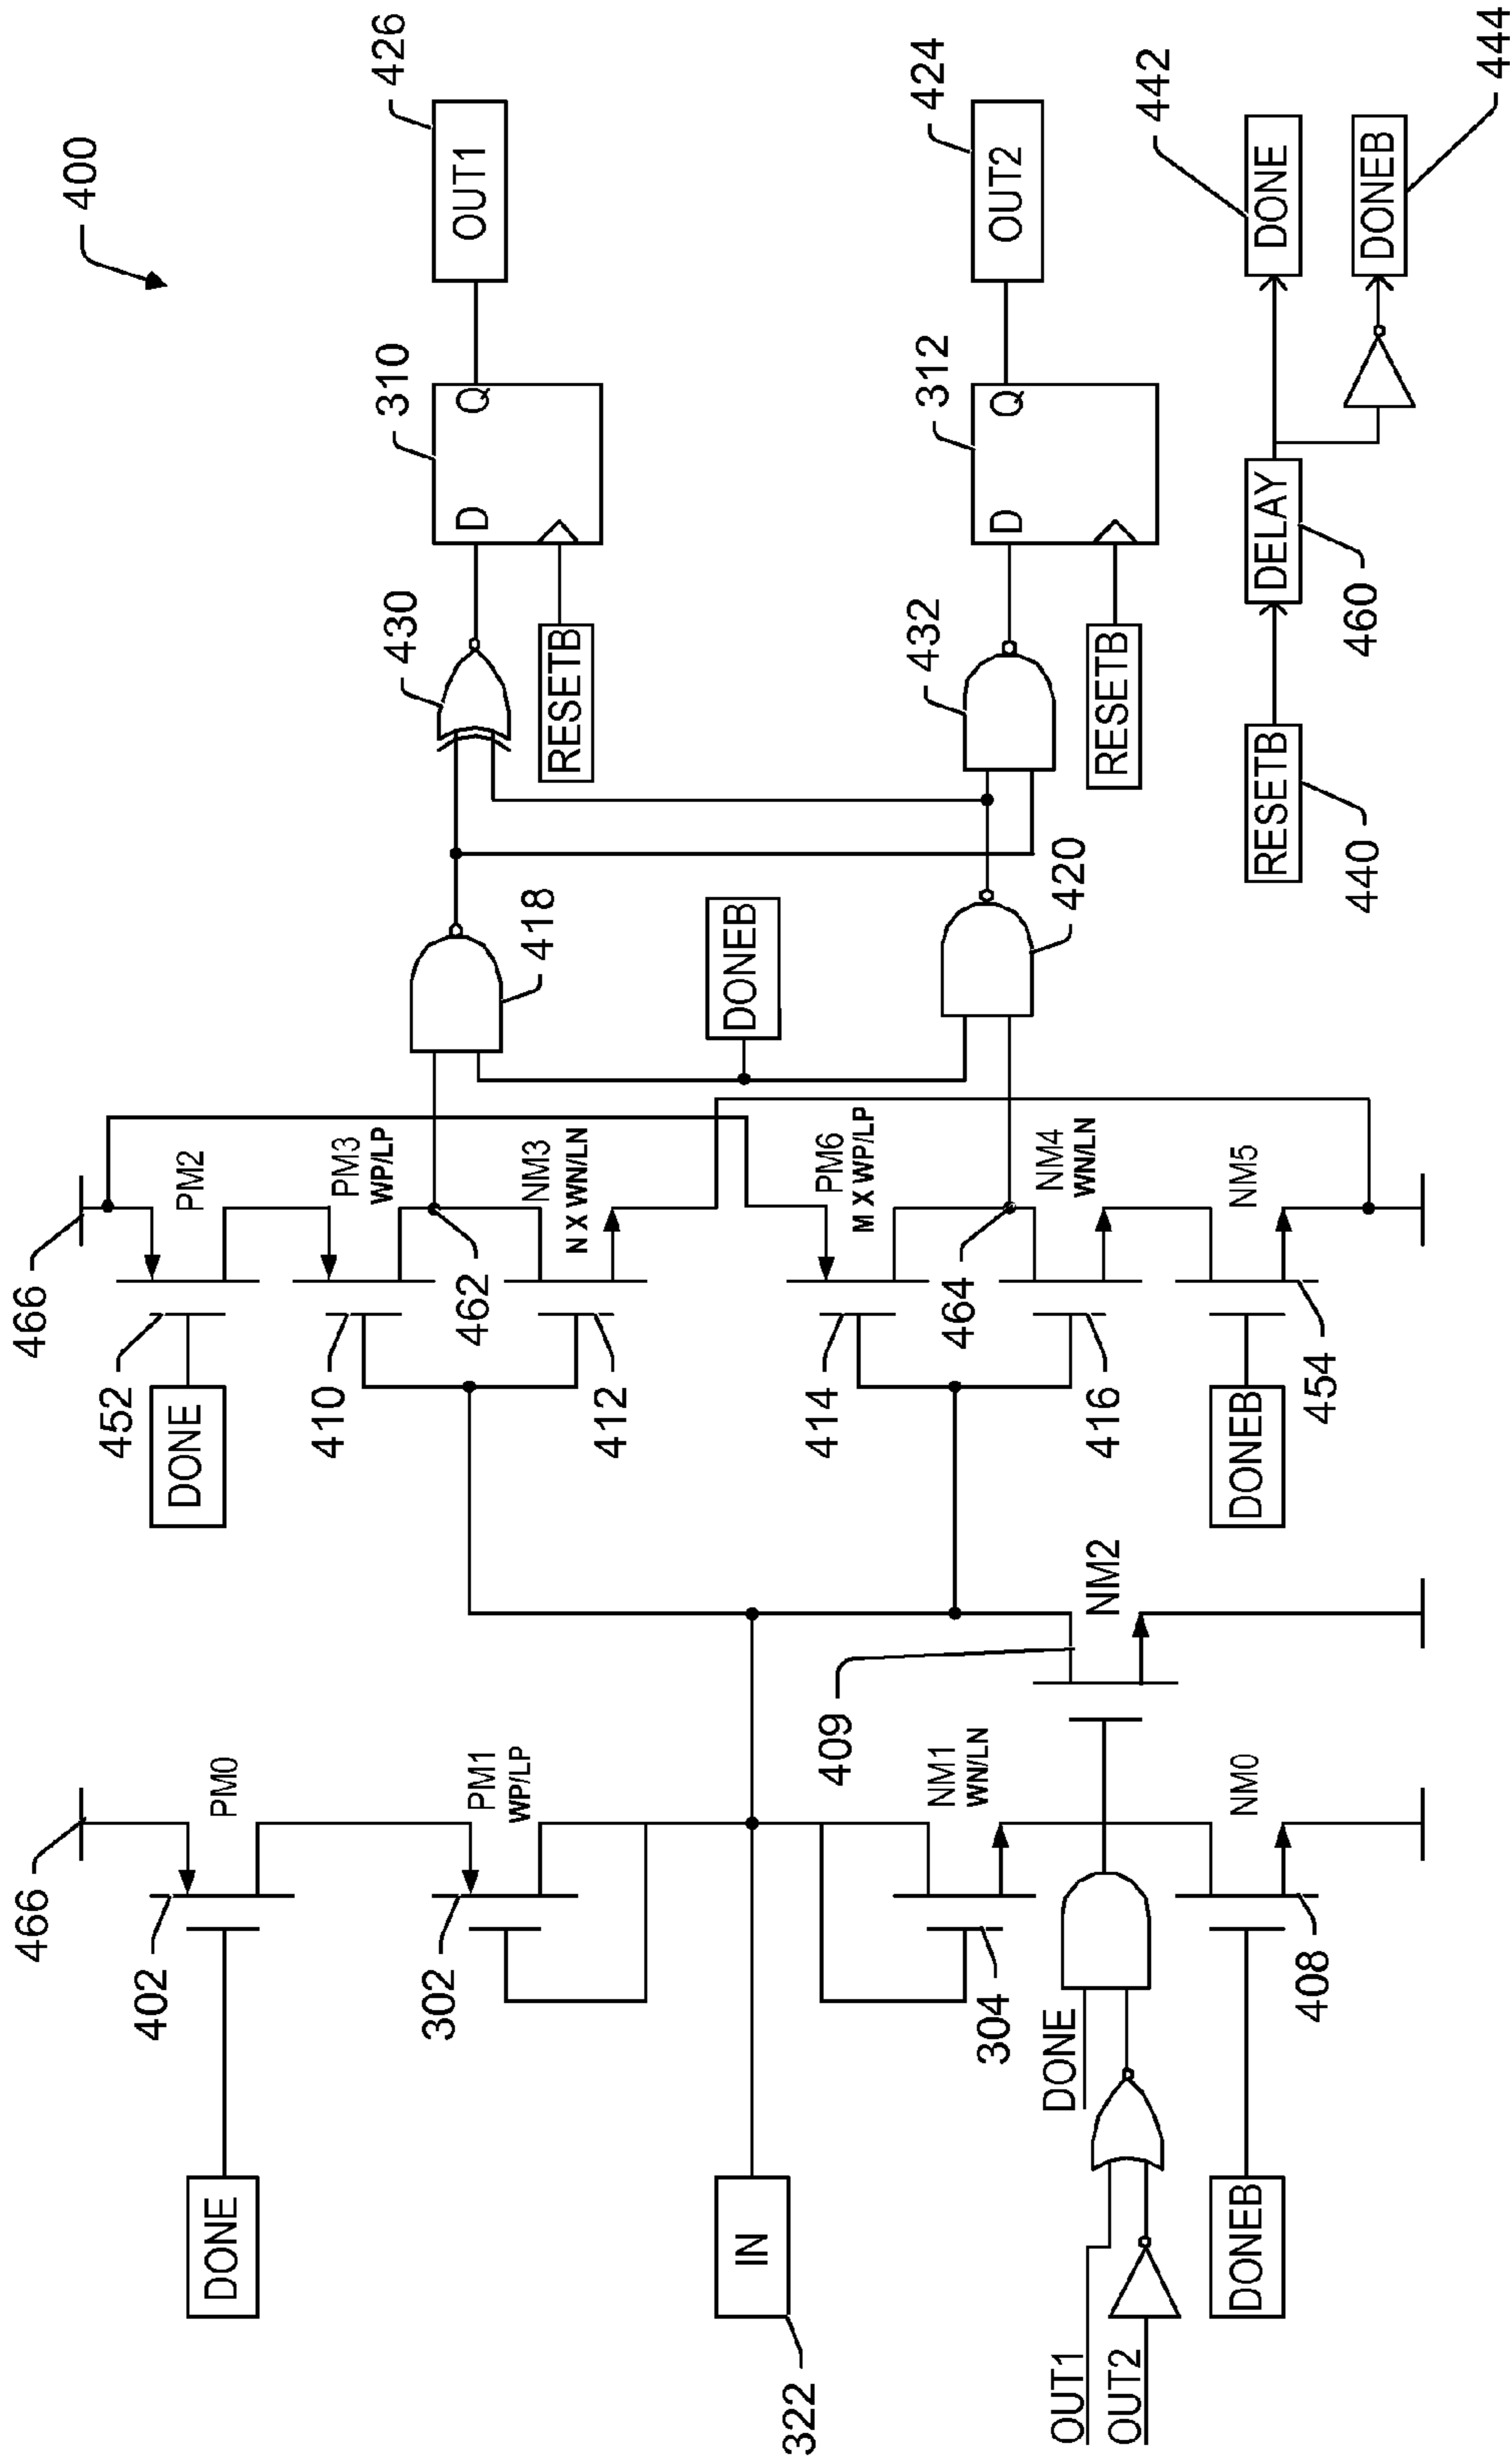 400
466
402
PM0
DONE
302
PM1
WP/LP
IN
322
NM1
WN/LN
304
409
NM2
DONE
OUT1
OUT2
DONEB
NM0
408
466
452
PM2
DONE
410
PM3
WP/LP
462
412
NM3
N X WN/LN
414
PM6
M X WP/LP
464
416
NM4
WN/LN
DONEB
NM5
454
418
DONEB
420
430
RESETB
310
D
Q
OUT1
426
432
RESETB
312
D
Q
OUT2
424
RESETB
440
DELAY
460
DONE
442
DONEB
444